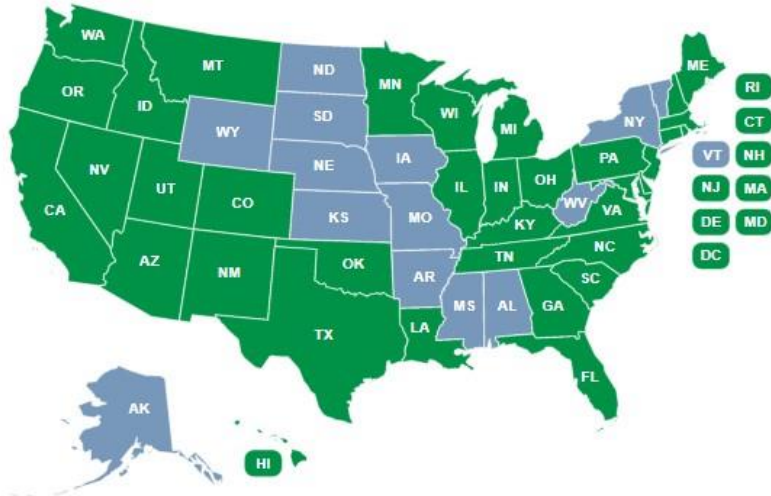 WA
MT
ND
MN
ME
OR
ID
SD
WI
MI
NY
RI
CT
WY
NE
IA
PA
VT NH
NV
UT
CO
IL
IN
OH
NJ MA
CA
KS
MO
KY
WV
VA
DE MD
AZ
NM
OK
AR
TN
NC
DC
SC
TX
LA
MS
AL
GA
FL
AK
HI